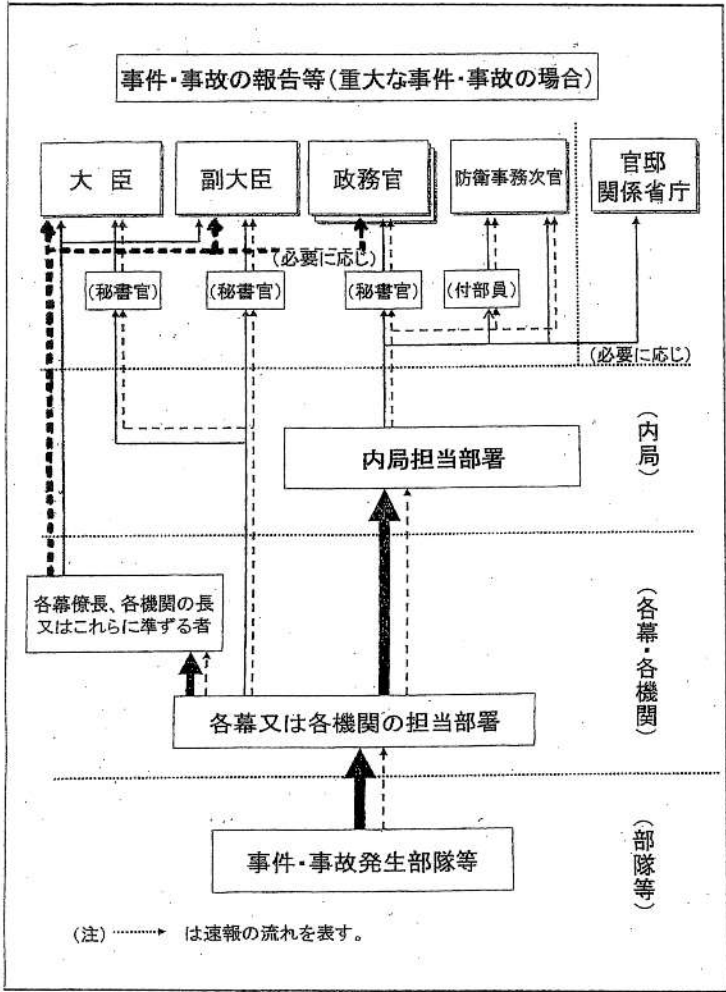 事件・事故の報告等(重大な事件・事故の場合)
大臣
副大臣
政務官
防衛事務次官
官邸
関係省庁
(必要に応じ)
(秘書官)
(秘書官)
(秘書官)
(付部員)
(必要に応じ)
内局担当部署
(内局)
各幕僚長、各機関の長
又はこれらに準ずる者
(各幕・各機関)
各幕又は各機関の担当部署
事件・事故発生部隊等
(部隊等)
(注) は速報の流れを表す。